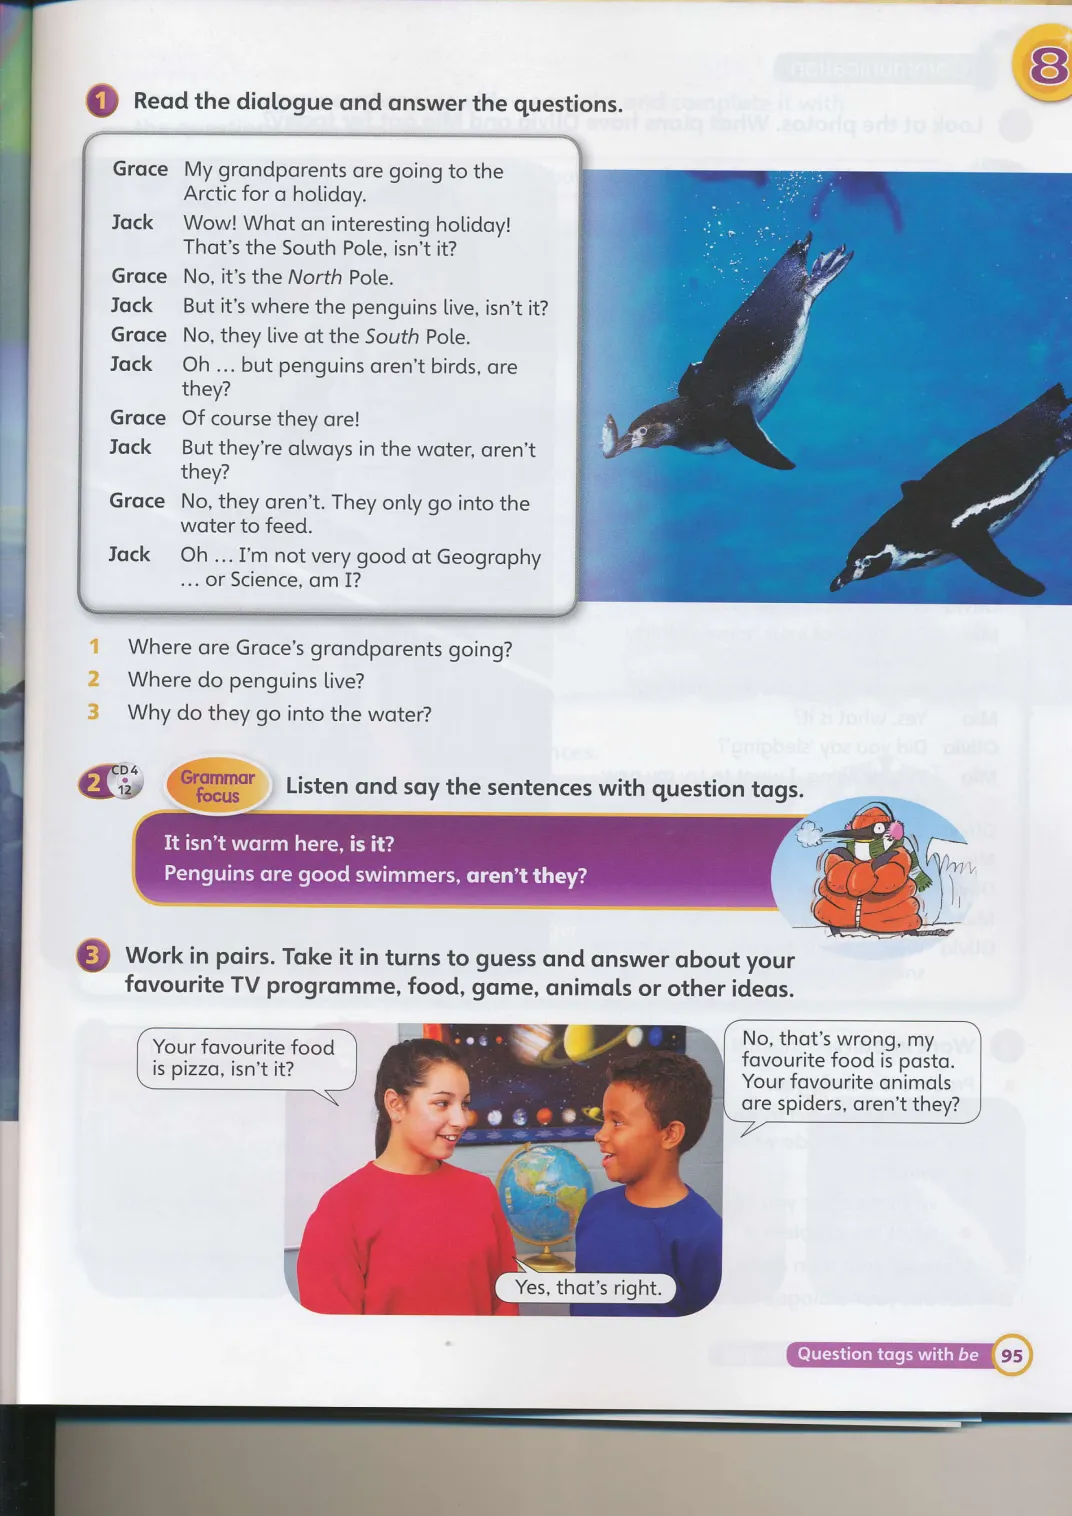 8
1 Read the dialogue and answer the questions.
Grace My grandparents are going to the
Arctic for a holiday.
Jack Wow! What an interesting holiday!
That's the South Pole, isn't it?
Grace No, it's the North Pole.
Jack But it's where the penguins live, isn't it?
Grace No, they live at the South Pole.
Jack Oh ... but penguins aren't birds, are
they?
Grace Of course they are!
Jack But they're always in the water, aren't
they?
Grace No, they aren't. They only go into the
water to feed.
Jack Oh ... I'm not very good at Geography
... or Science, am I?
1 Where are Grace's grandparents going?
2 Where do penguins live?
3 Why do they go into the water?
2 CD4 12 Grammar focus Listen and say the sentences with question tags.
It isn't warm here, is it?
Penguins are good swimmers, aren't they?
3 Work in pairs. Take it in turns to guess and answer about your
favourite TV programme, food, game, animals or other ideas.
Your favourite food
is pizza, isn't it?
No, that's wrong, my
favourite food is pasta.
Your favourite animals
are spiders, aren't they?
Yes, that's right.
Question tags with be 95